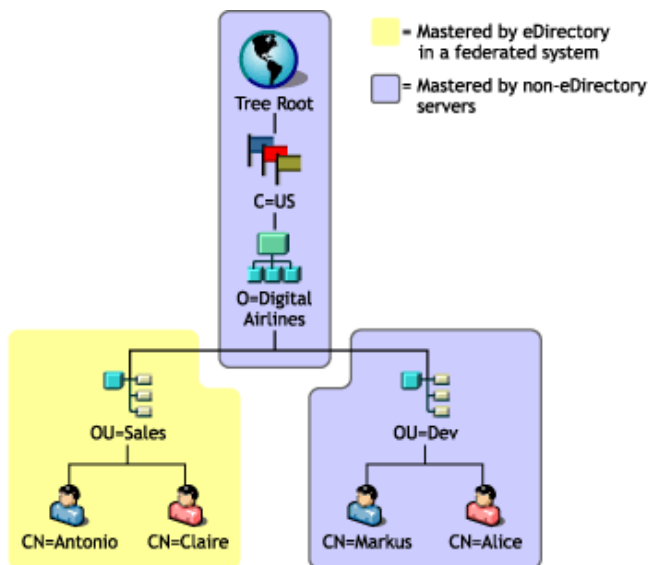 = Mastered by eDirectory
in a federated system
= Mastered by non-eDirectory
servers
Tree Root
C=US
O=Digital
Airlines
OU=Sales
OU=Dev
CN=Antonio
CN=Claire
CN=Markus
CN=Alice